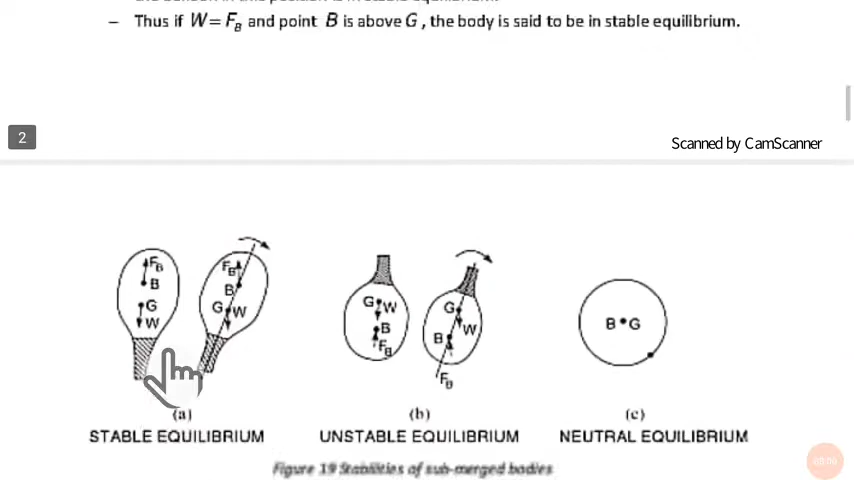 – Thus if W = F_B and point B is above G, the body is said to be in stable equilibrium.
2
Scanned by CamScanner
F_B
B
G
W
F_B
B
G
W
G
W
B
F_B
G
W
B
F_B
B
G
(a)
(b)
(c)
STABLE EQUILIBRIUM
UNSTABLE EQUILIBRIUM
NEUTRAL EQUILIBRIUM
Figure 19 Stabilities of sub-merged bodies